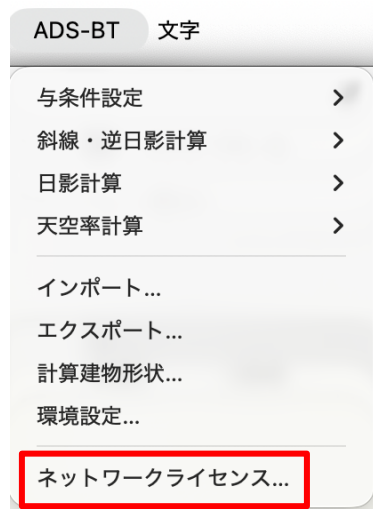 ADS-BT 文字
与条件設定
斜線・逆日影計算
日影計算
天空率計算
インポート...
エクスポート...
計算建物形状...
環境設定...
ネットワークライセンス...